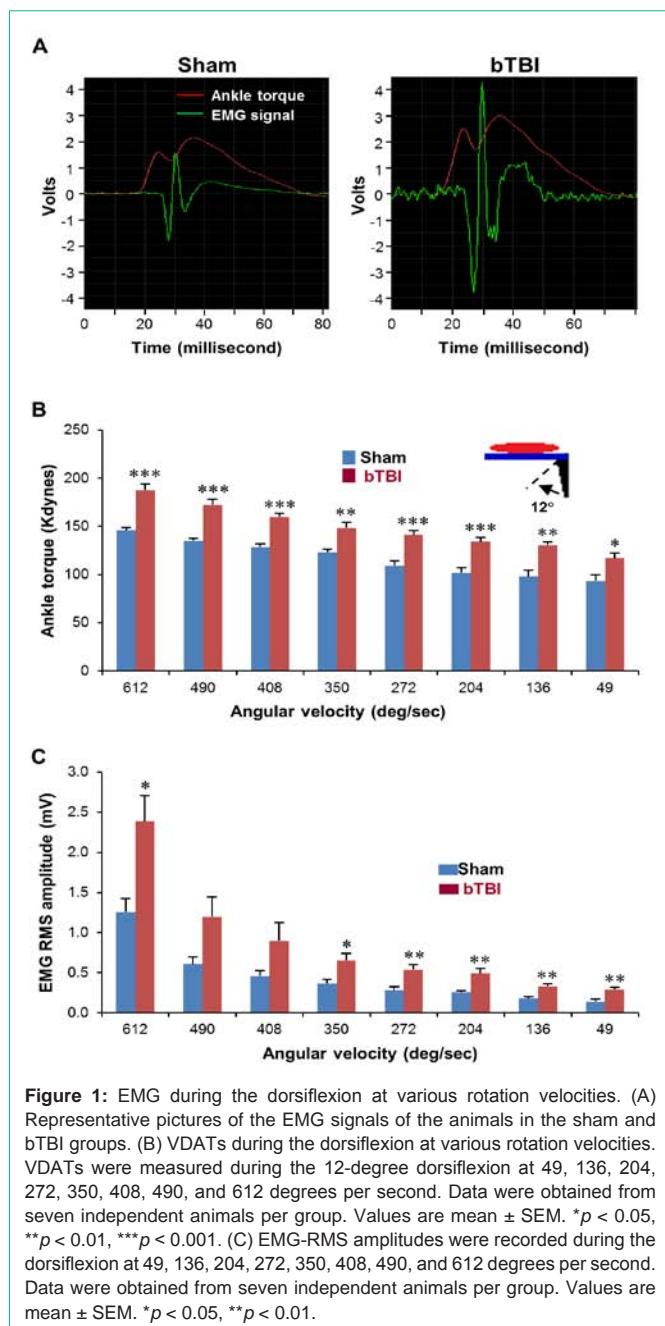 A
Sham
bTBI
Ankle torque
EMG signal
Volts
4
3
2
1
0
-1
-2
-3
-4
0 20 40 60 80
Time (millisecond)
Volts
4
3
2
1
0
-1
-2
-3
-4
0 20 40 60 80
Time (millisecond)
B
Ankle torque (Kdynes)
250
200
150
100
50
0
Sham
bTBI
12°
*** *** *** ** *** *** ** *
612 490 408 350 272 204 136 49
Angular velocity (deg/sec)
C
EMG RMS amplitude (mV)
3.0
2.5
2.0
1.5
1.0
0.5
0.0
Sham
bTBI
* * ** ** ** **
612 490 408 350 272 204 136 49
Angular velocity (deg/sec)
Figure 1: EMG during the dorsiflexion at various rotation velocities. (A)
Representative pictures of the EMG signals of the animals in the sham and
bTBI groups. (B) VDATs during the dorsiflexion at various rotation velocities.
VDATs were measured during the 12-degree dorsiflexion at 49, 136, 204,
272, 350, 408, 490, and 612 degrees per second. Data were obtained from
seven independent animals per group. Values are mean ± SEM. *p < 0.05,
**p < 0.01, ***p < 0.001. (C) EMG-RMS amplitudes were recorded during the
dorsiflexion at 49, 136, 204, 272, 350, 408, 490, and 612 degrees per second.
Data were obtained from seven independent animals per group. Values are
mean ± SEM. *p < 0.05, **p < 0.01.